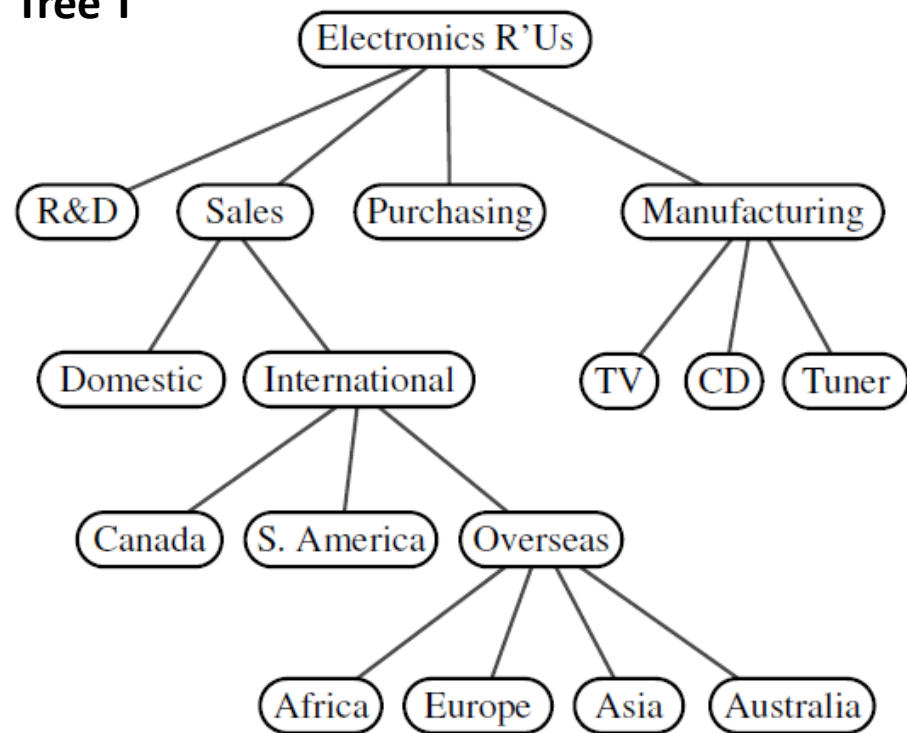 Tree 1
Electronics R'Us
R&D Sales Purchasing Manufacturing
Domestic International TV CD Tuner
Canada S. America Overseas
Africa Europe Asia Australia